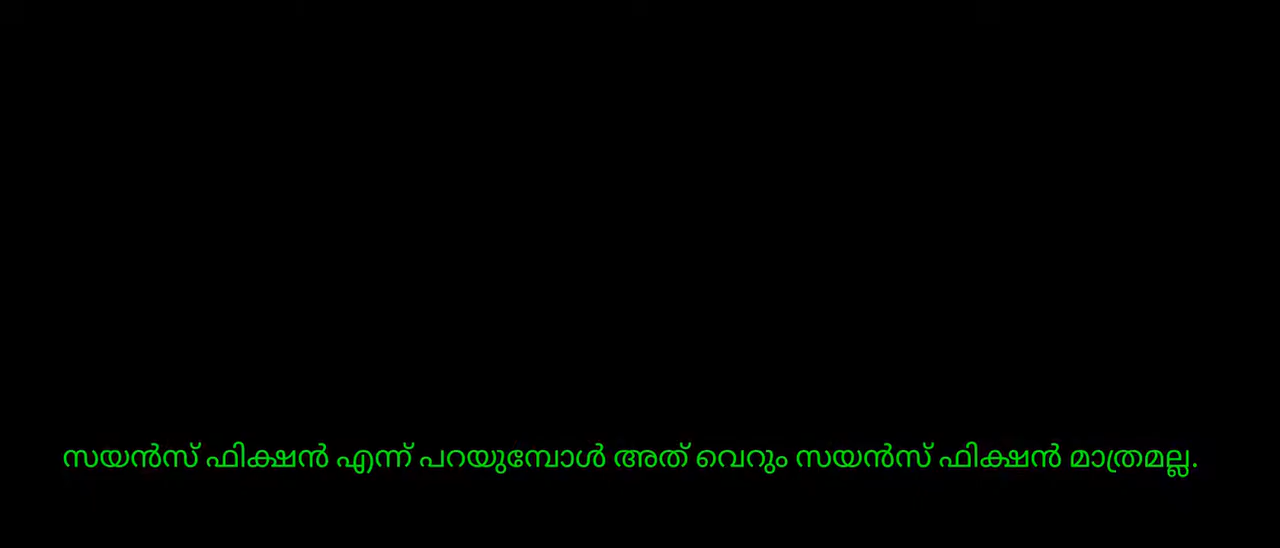 സയൻസ് ഫിക്ഷൻ എന്ന് പറയുമ്പോൾ അത് വെറും സയൻസ് ഫിക്ഷൻ മാത്രമല്ല.